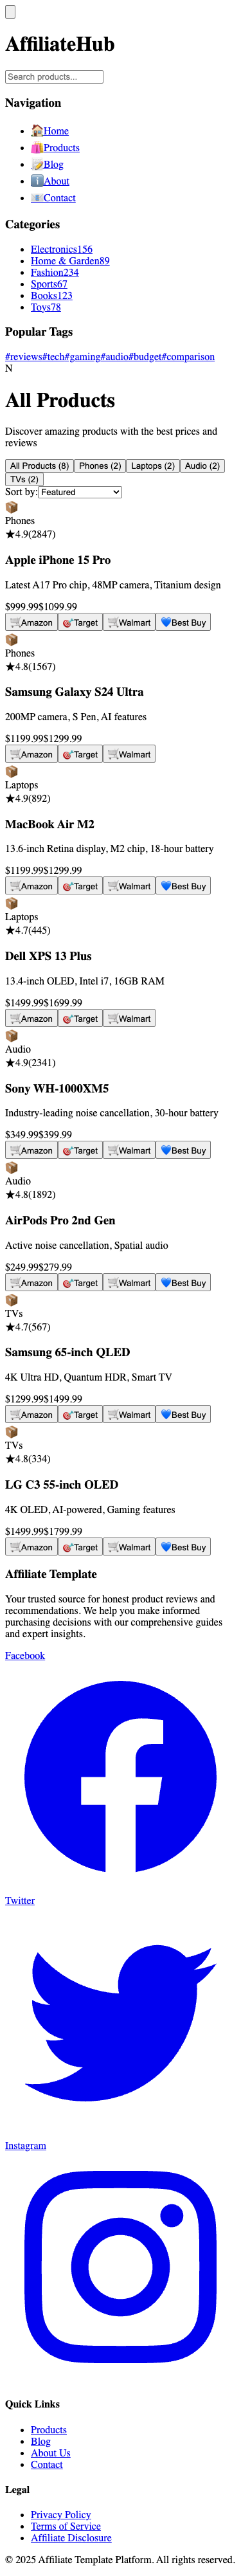 AffiliateHub
Search products...
Navigation
🏠Home
🛍️Products
📝Blog
ℹ️About
📧Contact
Categories
Electronics156
Home & Garden89
Fashion234
Sports67
Books123
Toys78
Popular Tags
#reviews#tech#gaming#audio#budget#comparison
N
All Products
Discover amazing products with the best prices and
reviews
All Products (8) Phones (2) Laptops (2) Audio (2)
TVs (2)
Sort by: Featured
📦
Phones
★4.9(2847)
Apple iPhone 15 Pro
Latest A17 Pro chip, 48MP camera, Titanium design
$999.99$1099.99
🛒Amazon 🎯Target 🛒Walmart 💙Best Buy
📦
Phones
★4.8(1567)
Samsung Galaxy S24 Ultra
200MP camera, S Pen, AI features
$1199.99$1299.99
🛒Amazon 🎯Target 🛒Walmart
📦
Laptops
★4.9(892)
MacBook Air M2
13.6-inch Retina display, M2 chip, 18-hour battery
$1199.99$1299.99
🛒Amazon 🎯Target 🛒Walmart 💙Best Buy
📦
Laptops
★4.7(445)
Dell XPS 13 Plus
13.4-inch OLED, Intel i7, 16GB RAM
$1499.99$1699.99
🛒Amazon 🎯Target 🛒Walmart
📦
Audio
★4.9(2341)
Sony WH-1000XM5
Industry-leading noise cancellation, 30-hour battery
$349.99$399.99
🛒Amazon 🎯Target 🛒Walmart 💙Best Buy
📦
Audio
★4.8(1892)
AirPods Pro 2nd Gen
Active noise cancellation, Spatial audio
$249.99$279.99
🛒Amazon 🎯Target 🛒Walmart 💙Best Buy
📦
TVs
★4.7(567)
Samsung 65-inch QLED
4K Ultra HD, Quantum HDR, Smart TV
$1299.99$1499.99
🛒Amazon 🎯Target 🛒Walmart 💙Best Buy
📦
TVs
★4.8(334)
LG C3 55-inch OLED
4K OLED, AI-powered, Gaming features
$1499.99$1799.99
🛒Amazon 🎯Target 🛒Walmart 💙Best Buy
Affiliate Template
Your trusted source for honest product reviews and
recommendations. We help you make informed
purchasing decisions with our comprehensive guides
and expert insights.
Facebook
Twitter
Instagram
Quick Links
Products
Blog
About Us
Contact
Legal
Privacy Policy
Terms of Service
Affiliate Disclosure
© 2025 Affiliate Template Platform. All rights reserved.